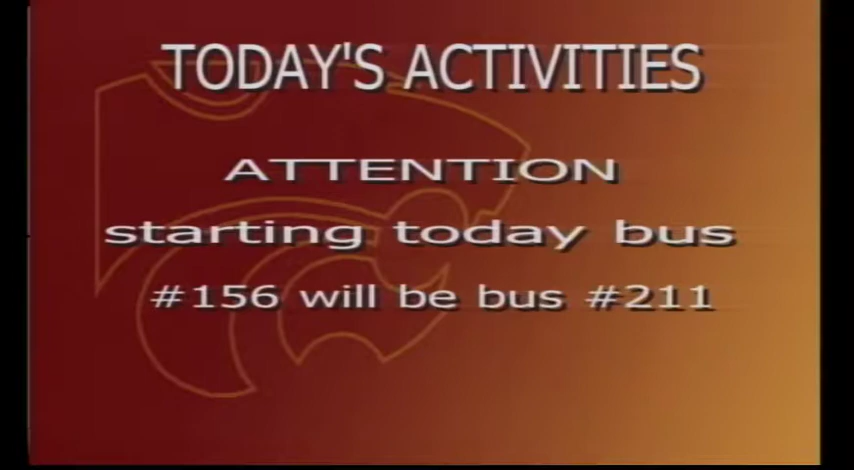 TODAY'S ACTIVITIES
ATTENTION
starting today bus
#156 will be bus #211